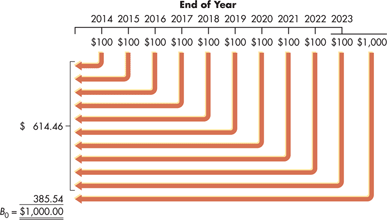 End of Year
2014 2015 2016 2017 2018 2019 2020 2021 2022 2023
$100 $100 $100 $100 $100 $100 $100 $100 $100 $100 $1,000
$ 614.46
385.54
B₀ = $1,000.00